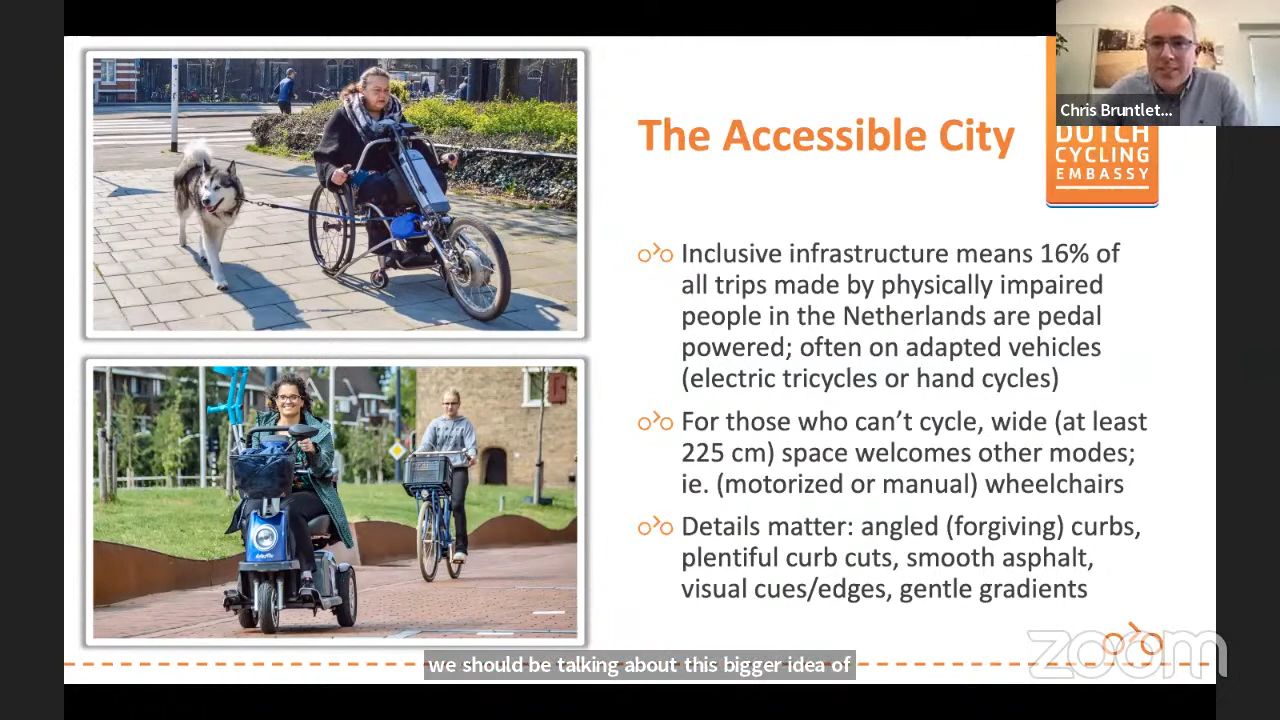 Chris Bruntlet...
The Accessible City
DUTCH
CYCLING
EMBASSY
Inclusive infrastructure means 16% of
all trips made by physically impaired
people in the Netherlands are pedal
powered; often on adapted vehicles
(electric tricycles or hand cycles)
For those who can’t cycle, wide (at least
225 cm) space welcomes other modes;
ie. (motorized or manual) wheelchairs
Details matter: angled (forgiving) curbs,
plentiful curb cuts, smooth asphalt,
visual cues/edges, gentle gradients
zoom
we should be talking about this bigger idea of